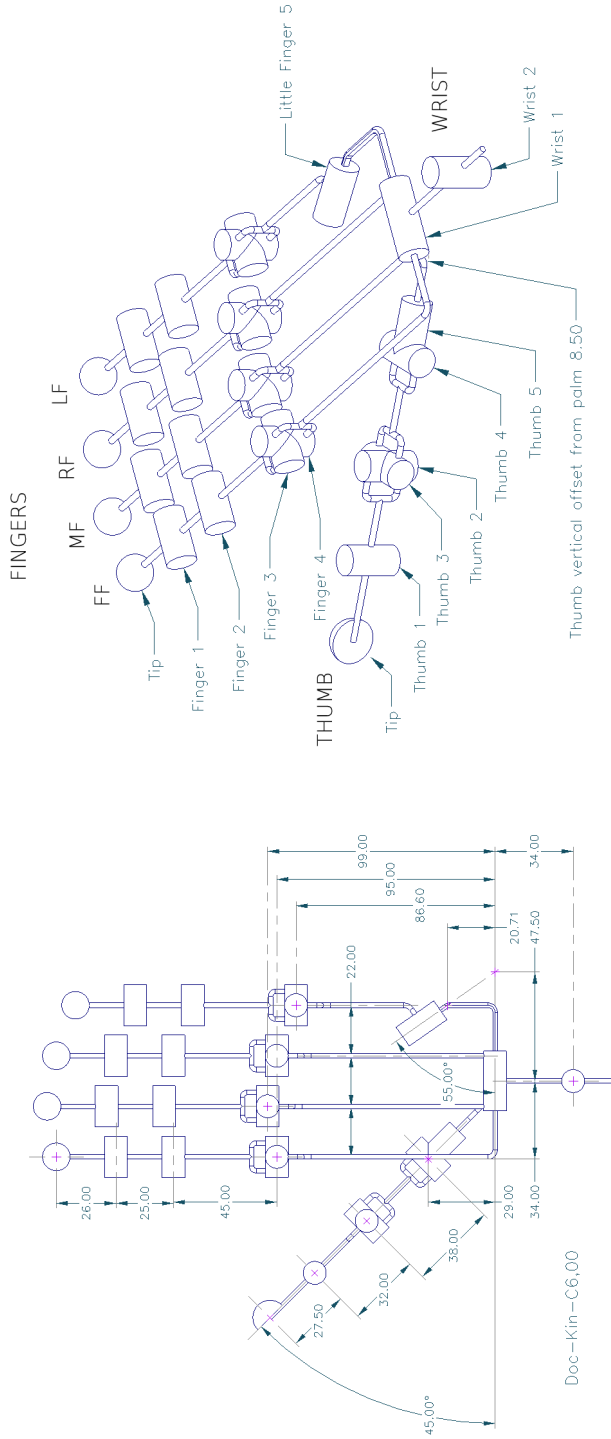 FINGERS
FF
MF
RF
LF
Tip
Finger 1
Finger 2
Finger 3
Finger 4
Little Finger 5
THUMB
Tip
Thumb 1
Thumb 3
Thumb 2
Thumb 4
Thumb 5
WRIST
Wrist 2
Wrist 1
Thumb vertical offset from palm 8.50
26.00
25.00
45.00
22.00
99.00
95.00
86.60
20.71
34.00
47.50
55.00°
29.00
34.00
38.00
32.00
27.50
45.00°
Doc-Kin-C6,00